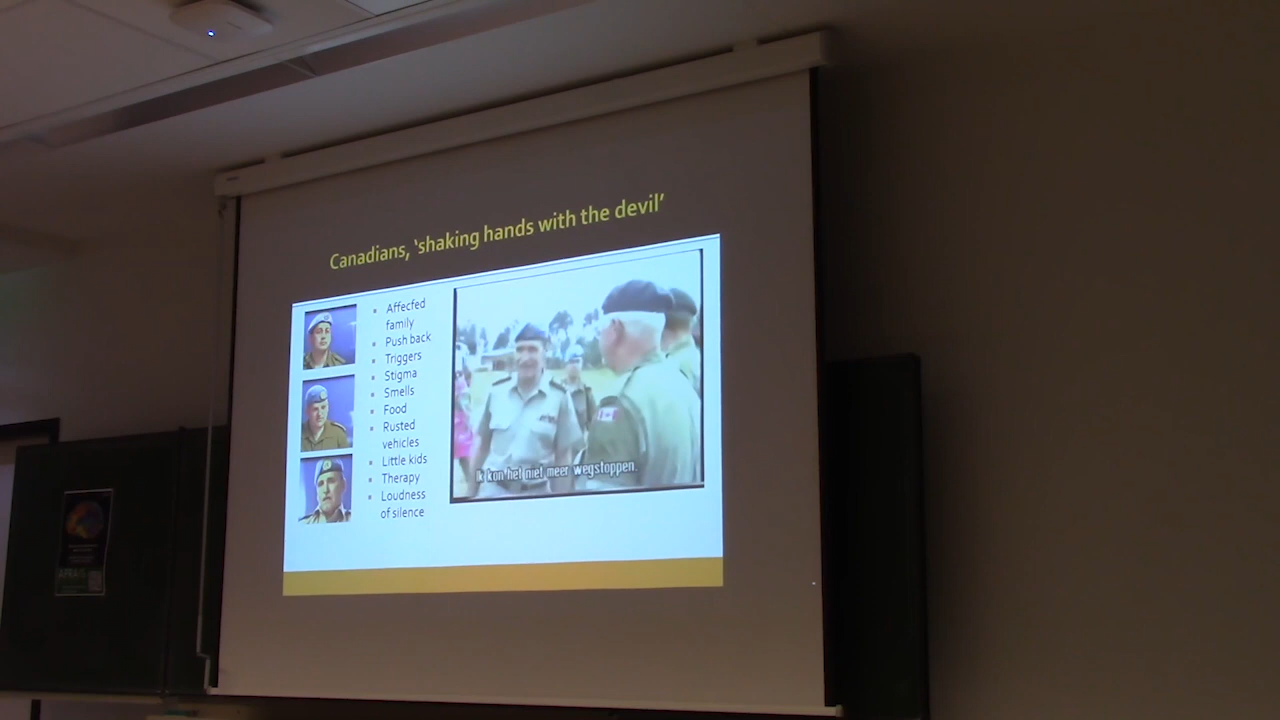 Canadians, ‘shaking hands with the devil’
Affecfed
family
Push back
Triggers
Stigma
Smells
Food
Rusted
vehicles
Little kids
Therapy
Loudness
of silence
Ik kon het niet meer wegstoppen.